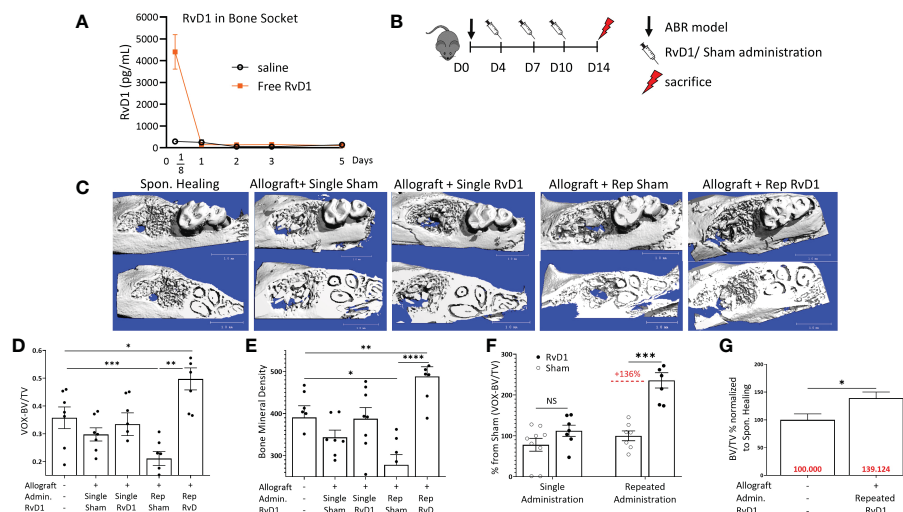 A
RvD1 in Bone Socket
RvD1 (pg/mL)
6000
5000
4000
3000
2000
1000
0
saline
Free RvD1
0 1/8 1 2 3 5 Days
B
D0 D4 D7 D10 D14
ABR model
RvD1/ Sham administration
sacrifice
C
Spon. Healing Allograft+ Single Sham Allograft + Single RvD1 Allograft + Rep Sham Allograft + Rep RvD1
D
VOX-BV/TV
0.6
0.5
0.4
0.3
0.2
* *** **
Allograft - + + + +
Admin. - Single Single Rep Rep
RvD1 - Sham RvD1 Sham RvD
E
Bone Mineral Density
500
400
300
** * ****
Allograft - + + + +
Admin. - Single Single Rep Rep
RvD1 - Sham RvD1 Sham RvD
F
% from Sham (VOX-BV/TV)
300
200
100
0
RvD1
Sham
NS
+136%
***
Single Repeated
Administration Administration
G
BV/TV % normalized
to Spon. Healing
200
150
100
50
0
*
100.000 139.124
Allograft - +
Admin. - Repeated
RvD1 - RvD1